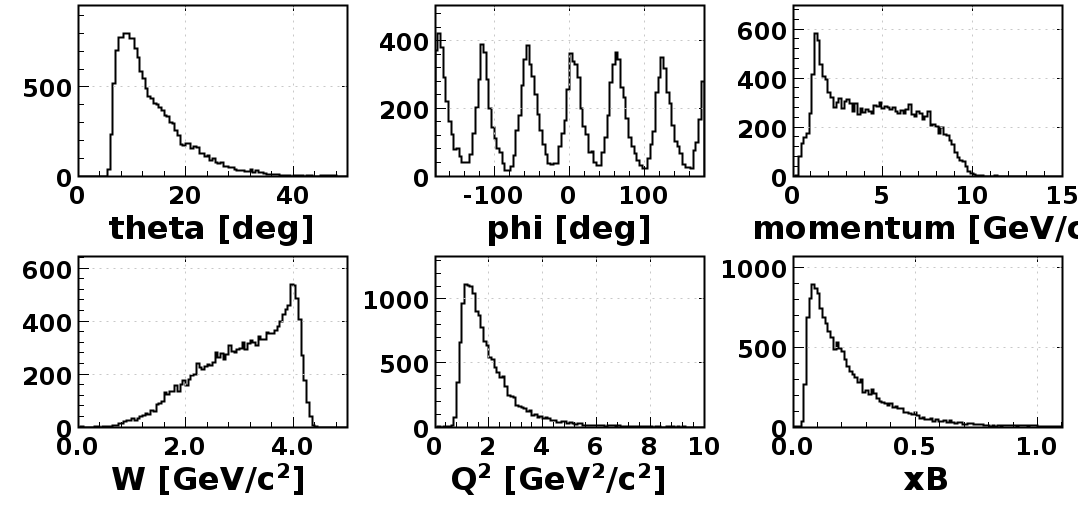 500
0
0 20 40
theta [deg]
400
200
0
-100 0 100
phi [deg]
600
400
200
0
0 5 10 15
momentum [GeV/c
600
400
200
0
0.0 2.0 4.0
W [GeV/c²]
1000
500
0
0 2 4 6 8 10
Q² [GeV²/c²]
1000
500
0
0.0 0.5 1.0
xB